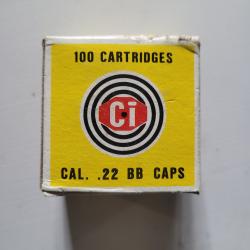 100 CARTRIDGES
Ci
CAL. .22 BB CAPS